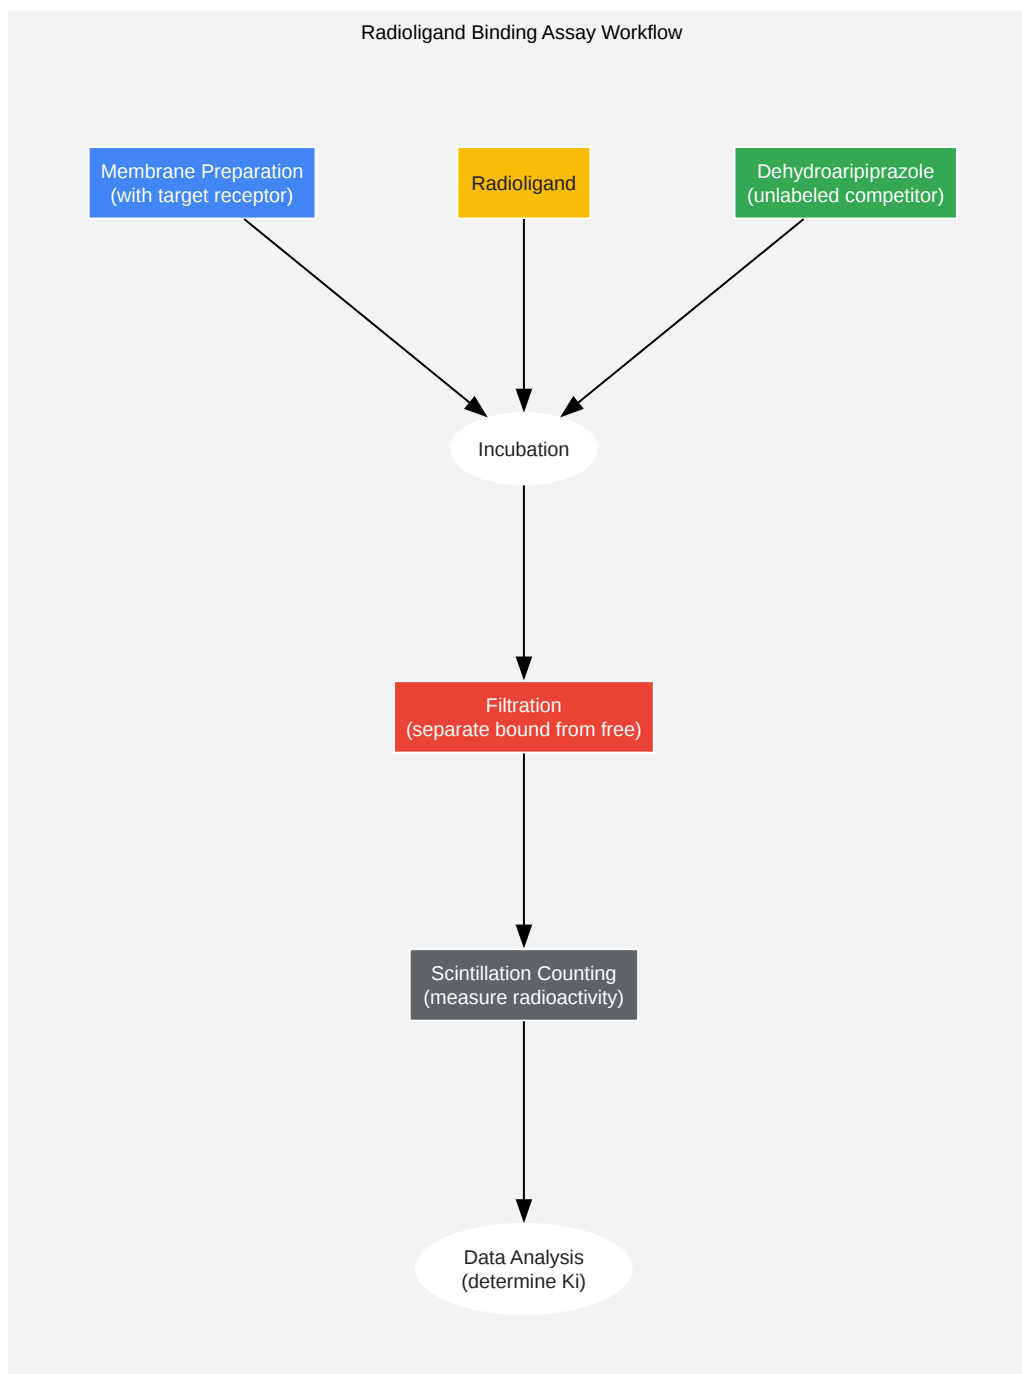 Radioligand Binding Assay Workflow
Membrane Preparation
(with target receptor)
Radioligand
Dehydroaripiprazole
(unlabeled competitor)
Incubation
Filtration
(separate bound from free)
Scintillation Counting
(measure radioactivity)
Data Analysis
(determine Ki)